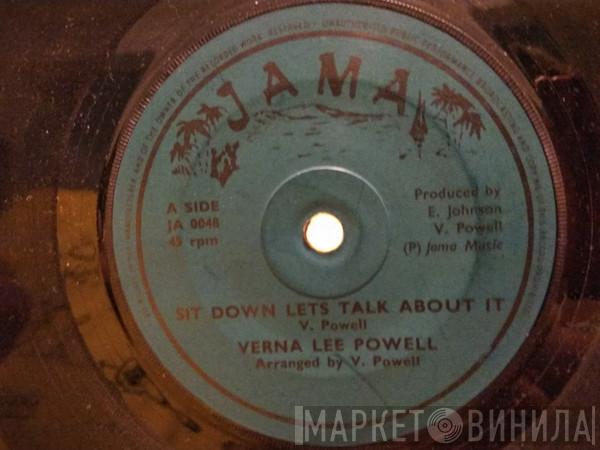 JAMA
A SIDE
JA 0048
45 rpm
Produced by
E. Johnson
V. Powell
(P) Jama Music
SIT DOWN LETS TALK ABOUT IT
V. Powell
VERNA LEE POWELL
Arranged by V. Powell
МАРКЕТ ВИНИЛА